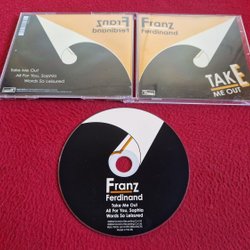 Franz
Ferdinand
Take Me Out
All For You, Sophia
Words So Leisured
Franz
Ferdinand
TAKE
ME OUT
Franz
Ferdinand
Take Me Out
All For You, Sophia
Words So Leisured